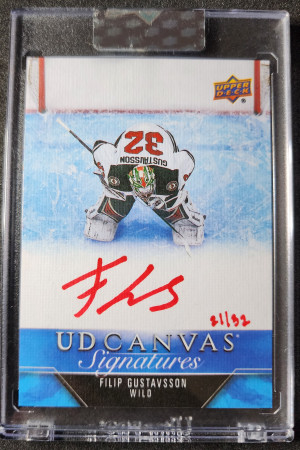 UPPER DECK
GUSTAVSSON
32
21/32
UD CANVAS
Signatures
FILIP GUSTAVSSON
WILD